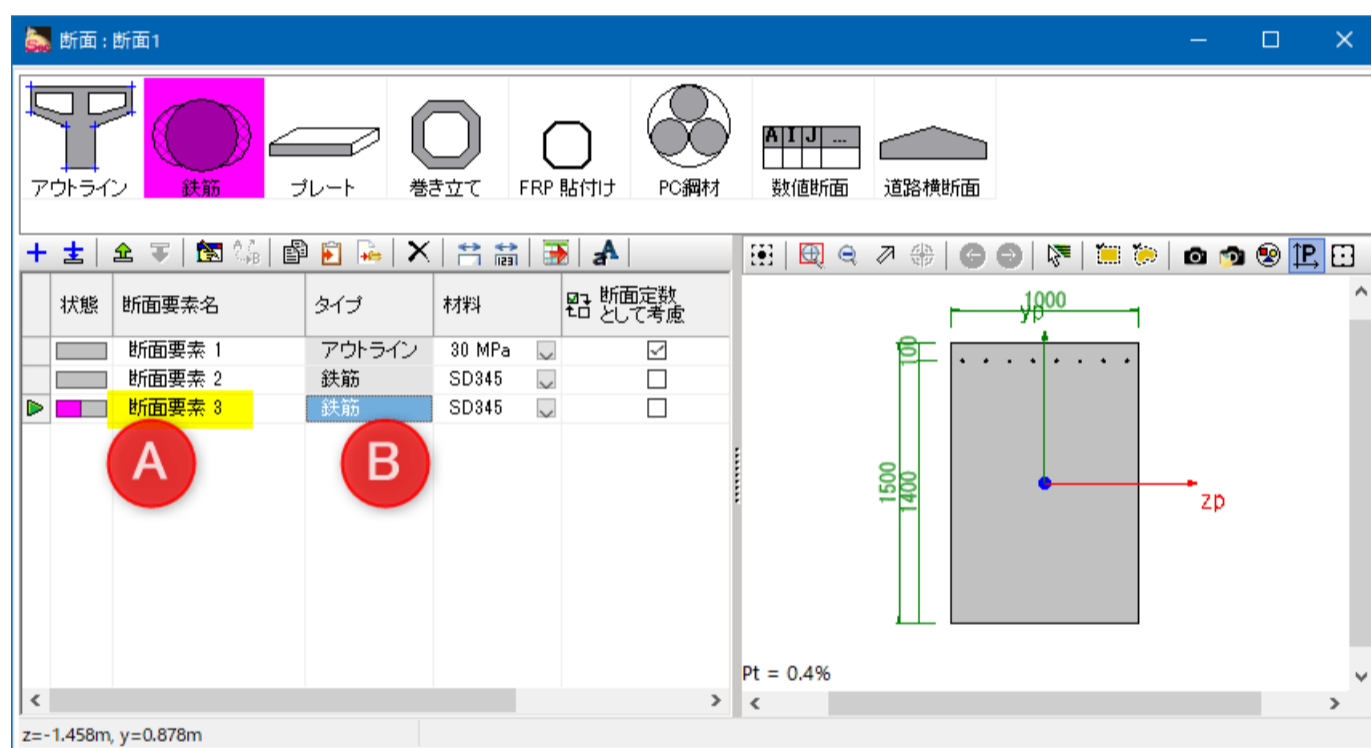 断面 : 断面1
アウトライン 鉄筋 プレート 巻き立て FRP 貼付け PC鋼材 数値断面 道路横断面
A I J ...
123
aA
P
状態 断面要素名 タイプ 材料 断面定数
として考慮
断面要素 1 アウトライン 30 MPa
断面要素 2 鉄筋 SD345
断面要素 3 鉄筋 SD345
A B
1000
yp
100
1500
1400
zp
Pt = 0.4%
z=-1.458m, y=0.878m